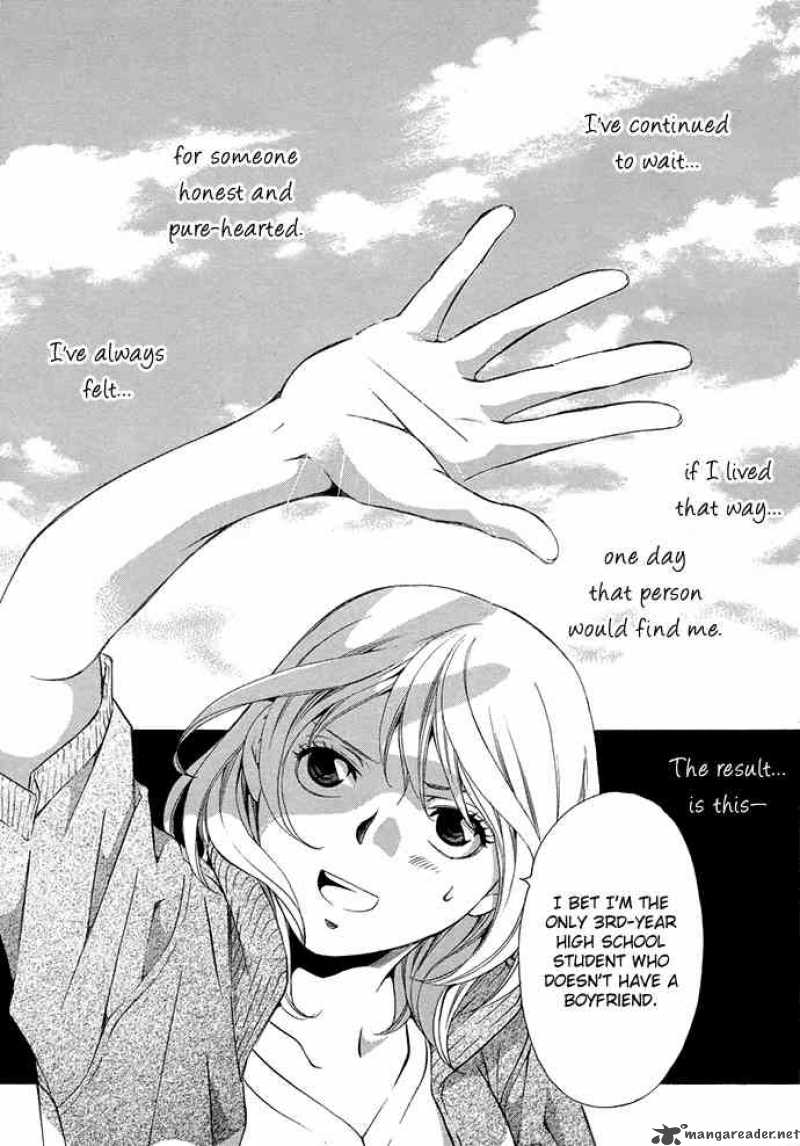 I've continued
to wait...
for someone
honest and
pure-hearted.
I've always
felt...
if I lived
that way...
one day
that person
would find me.
The result...
is this—
I BET I'M THE
ONLY 3RD-YEAR
HIGH SCHOOL
STUDENT WHO
DOESN'T HAVE A
BOYFRIEND.
mangareader.net